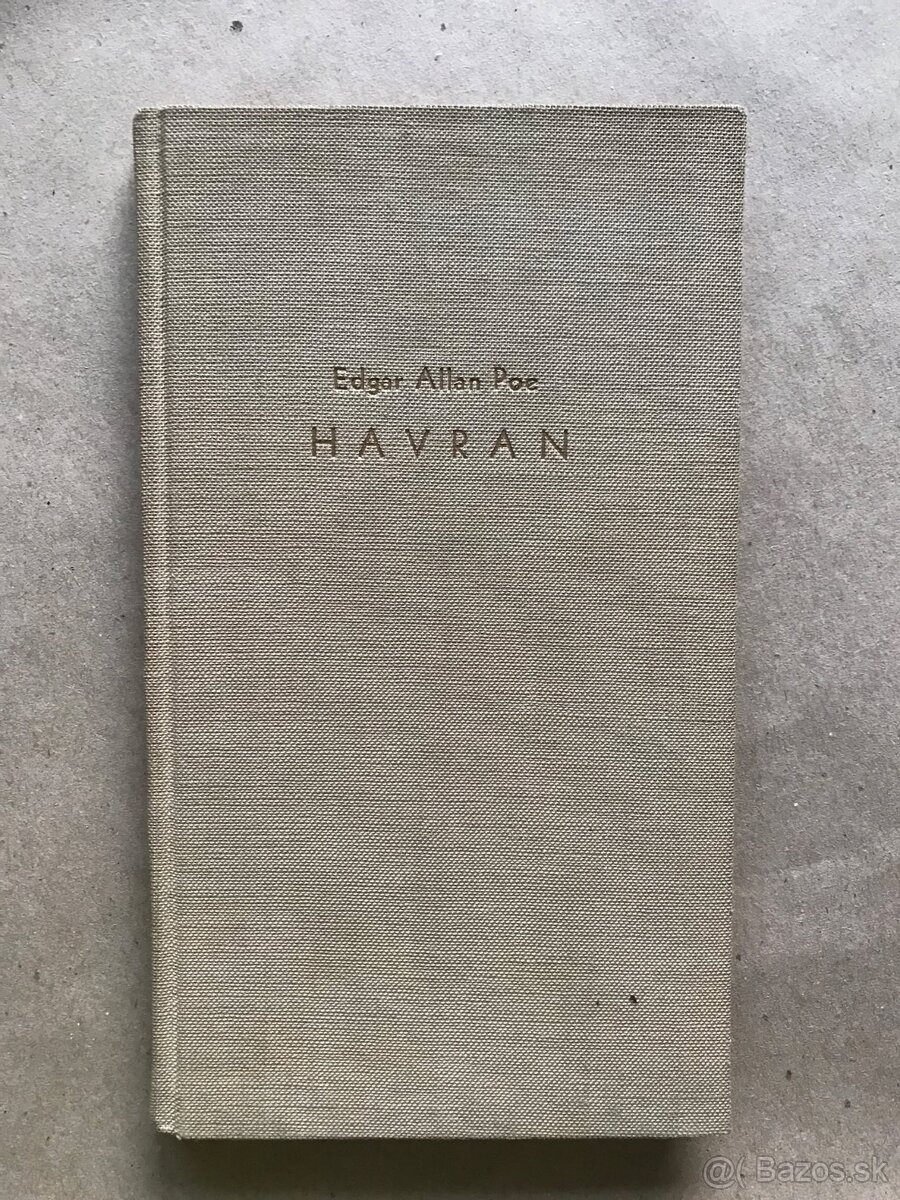 Edgar Allan Poe
HAVRAN
@( Bazos.sk